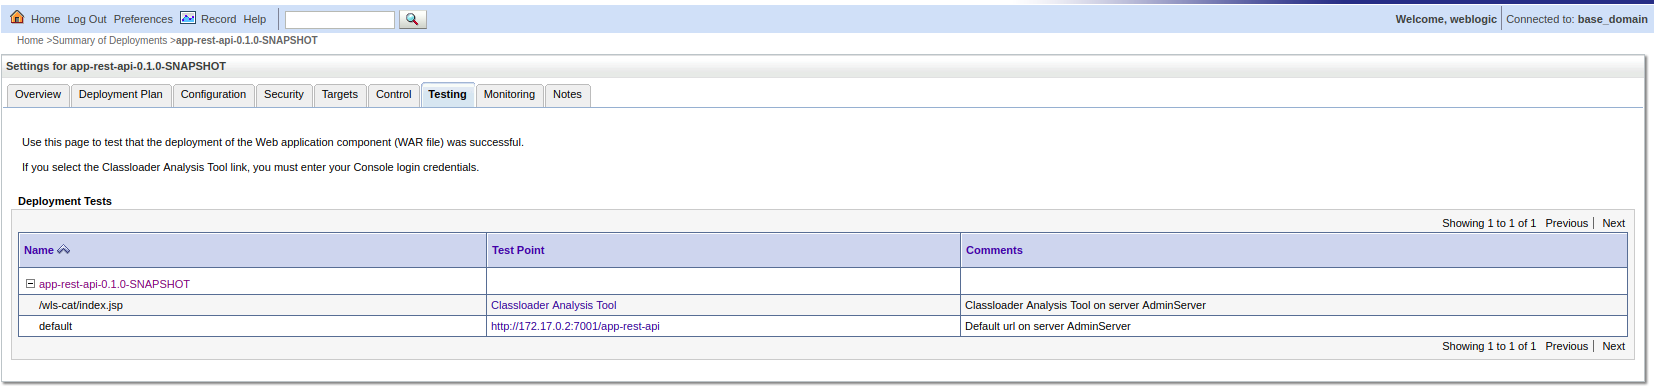 Home Log Out Preferences Record Help Welcome, weblogic Connected to: base_domain
Home >Summary of Deployments >app-rest-api-0.1.0-SNAPSHOT
Settings for app-rest-api-0.1.0-SNAPSHOT
Overview Deployment Plan Configuration Security Targets Control Testing Monitoring Notes
Use this page to test that the deployment of the Web application component (WAR file) was successful.
If you select the Classloader Analysis Tool link, you must enter your Console login credentials.
Deployment Tests
Showing 1 to 1 of 1 Previous | Next
Name Test Point Comments
app-rest-api-0.1.0-SNAPSHOT
/wls-cat/index.jsp Classloader Analysis Tool Classloader Analysis Tool on server AdminServer
default http://172.17.0.2:7001/app-rest-api Default url on server AdminServer
Showing 1 to 1 of 1 Previous | Next